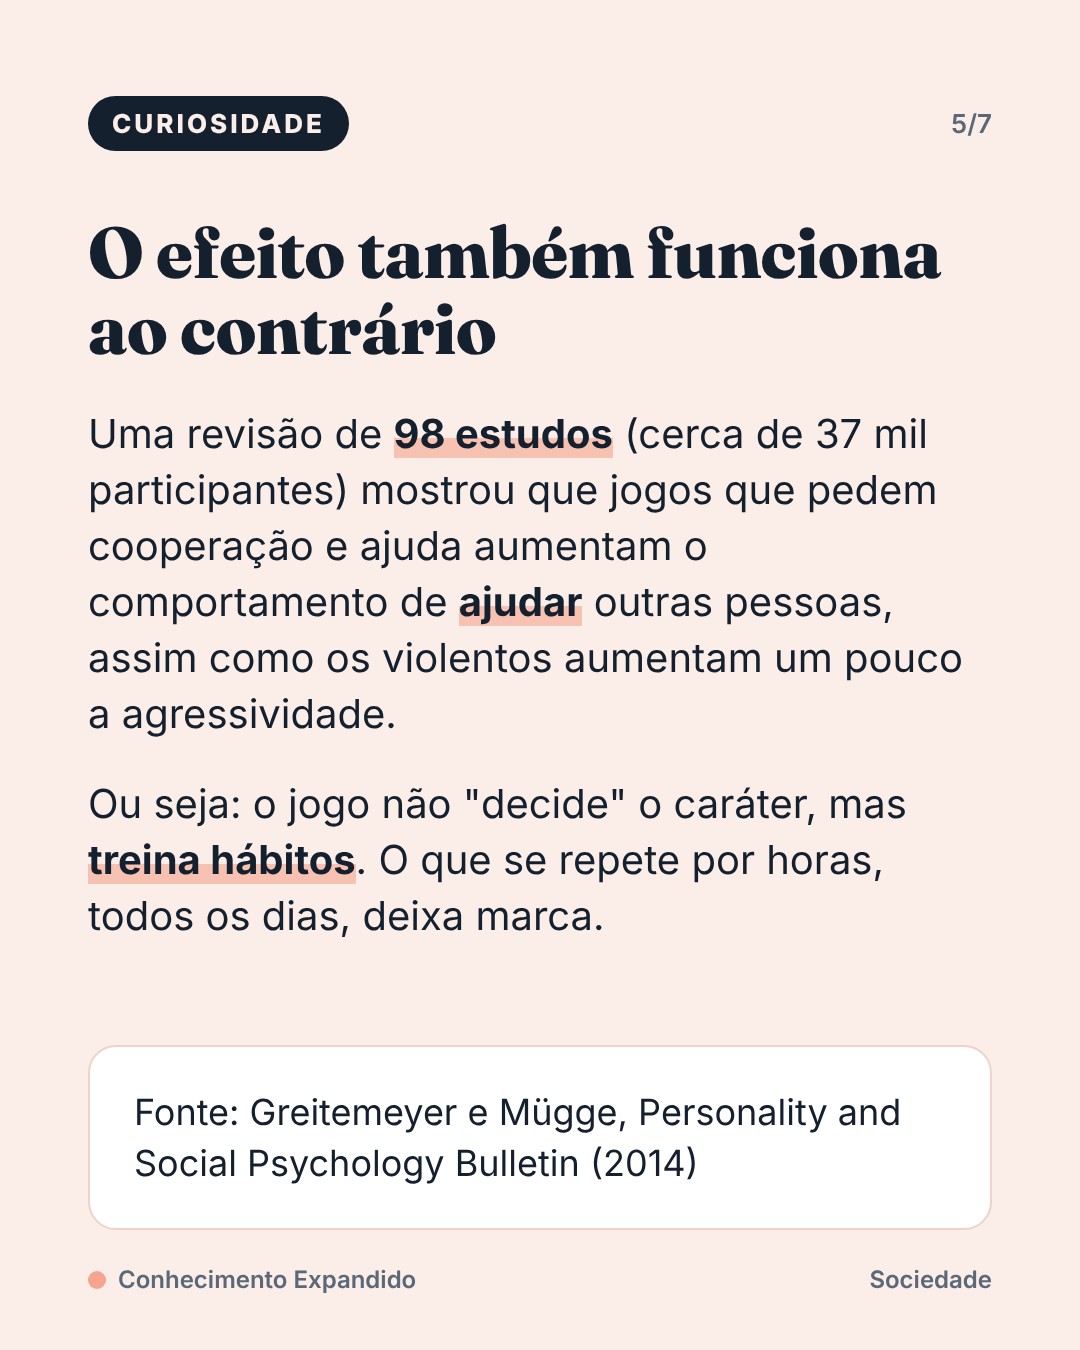 CURIOSIDADE
5/7
O efeito também funciona
ao contrário
Uma revisão de 98 estudos (cerca de 37 mil
participantes) mostrou que jogos que pedem
cooperação e ajuda aumentam o
comportamento de ajudar outras pessoas,
assim como os violentos aumentam um pouco
a agressividade.
Ou seja: o jogo não "decide" o caráter, mas
treina hábitos. O que se repete por horas,
todos os dias, deixa marca.
Fonte: Greitemeyer e Mügge, Personality and
Social Psychology Bulletin (2014)
Conhecimento Expandido
Sociedade